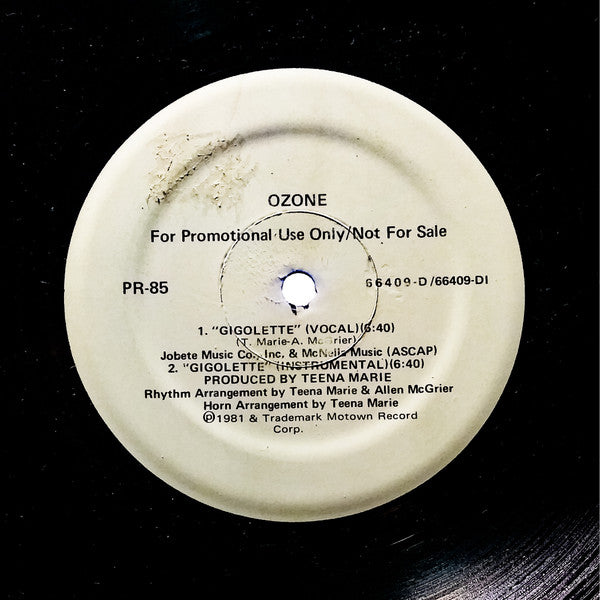 OZONE
For Promotional Use Only/Not For Sale
PR-85
66409-D/66409-DI
1. "GIGOLETTE" (VOCAL)(6:40)
(T. Marie-A. McGrier)
Jobete Music Co., Inc. & McNella Music (ASCAP)
2. "GIGOLETTE" (INSTRUMENTAL)(6:40)
PRODUCED BY TEENA MARIE
Rhythm Arrangement by Teena Marie & Allen McGrier
Horn Arrangement by Teena Marie
℗1981 & Trademark Motown Record
Corp.